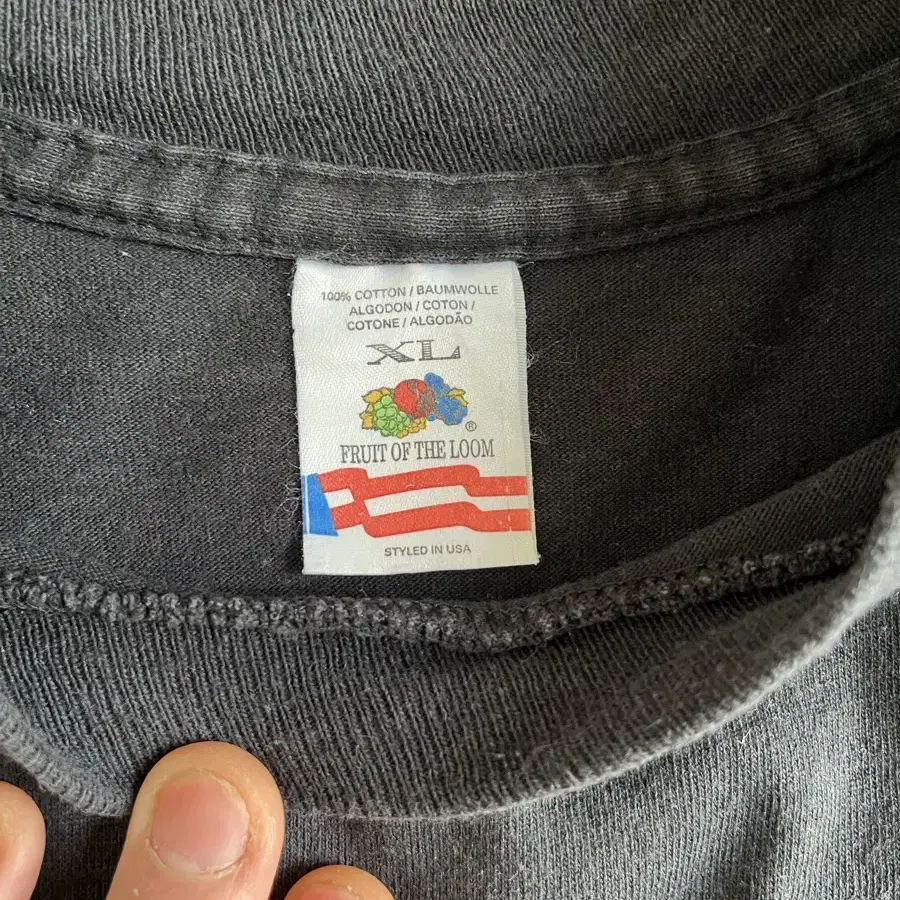 100% COTTON / BAUMWOLLE
ALGODON / COTON /
COTONE / ALGODÃO
XL
®
FRUIT OF THE LOOM
STYLED IN USA